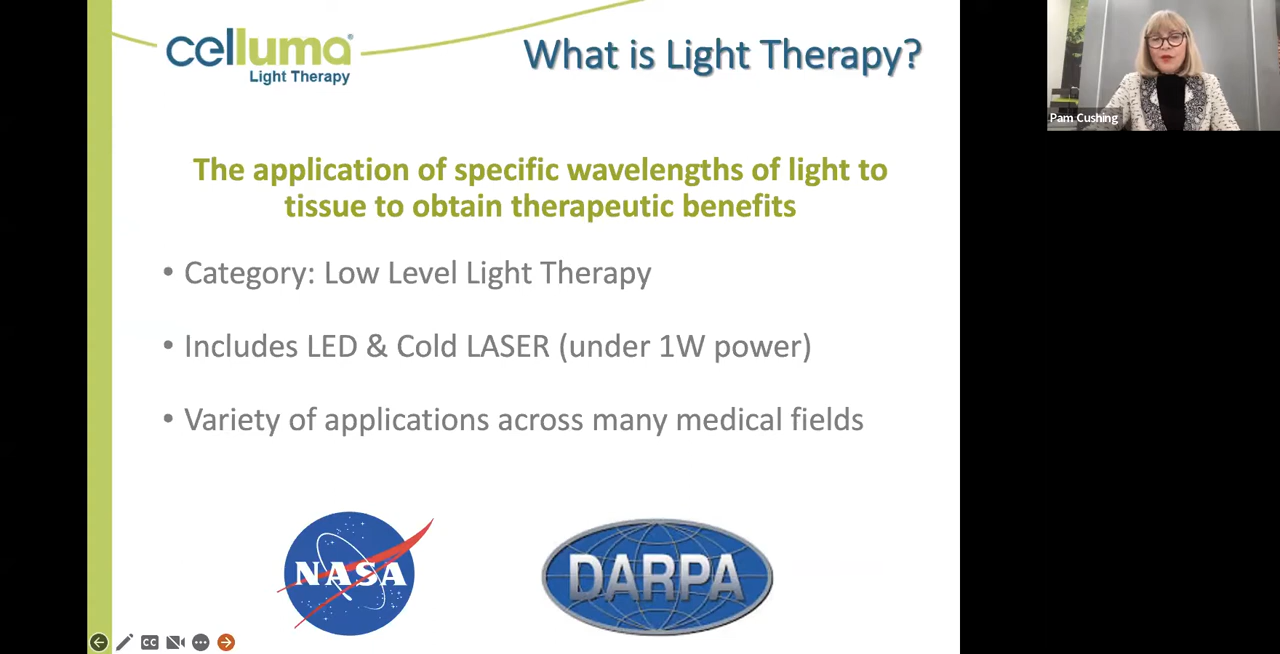 celluma®
Light Therapy
What is Light Therapy?
The application of specific wavelengths of light to
tissue to obtain therapeutic benefits
• Category: Low Level Light Therapy
• Includes LED & Cold LASER (under 1W power)
• Variety of applications across many medical fields
NASA
DARPA
CC
Pam Cushing